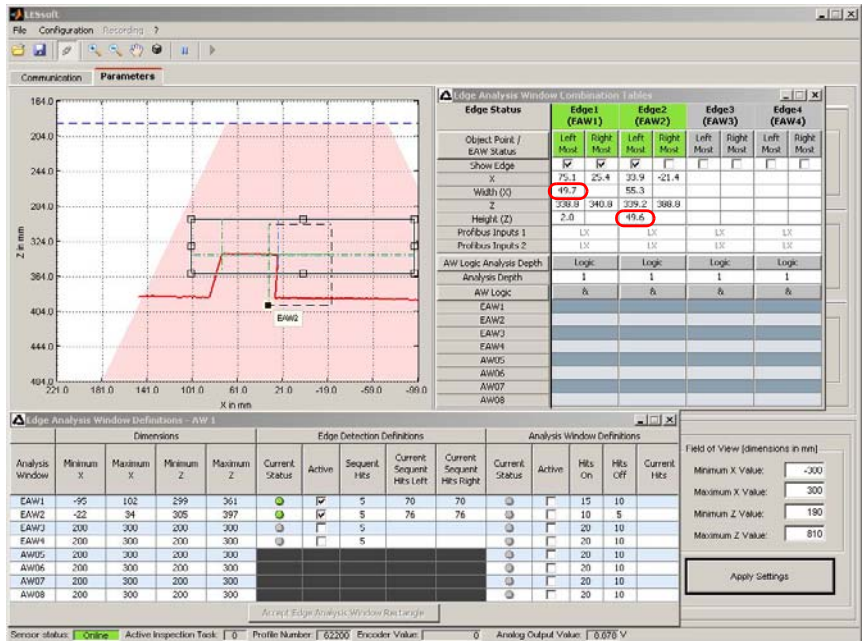 LESsoft
File Configuration Recording ?
Communication Parameters
164.0
204.0
244.0
284.0
324.0
364.0
404.0
444.0
484.0
Z in mm
221.0 181.0 141.0 101.0 61.0 21.0 -19.0 -59.0 -99.0
X in mm
EAW2
Edge Analysis Window Combination Tables
Edge Status Edge1 (EAW1) Edge2 (EAW2) Edge3 (EAW3) Edge4 (EAW4)
Object Point / EAW Status Left Most Right Most Left Most Right Most Left Most Right Most Left Most Right Most
Show Edge
X 75.1 25.4 33.9 -21.4
Width (X) 49.7 55.3
Z 338.8 340.8 339.2 388.8
Height (Z) 2.0 49.6
Profibus Inputs 1 LX LX LX LX
Profibus Inputs 2 LX LX LX LX
AW Logic Analysis Depth Logic Logic Logic Logic
Analysis Depth 1 1 1 1
AW Logic & & & &
EAW1
EAW2
EAW3
EAW4
AW05
AW06
AW07
AW08
Edge Analysis Window Definitions - AW 1
Dimensions Edge Detection Definitions Analysis Window Definitions
Analysis Window Minimum X Maximum X Minimum Z Maximum Z Current Status Active Sequent Hits Current Sequent Hits Left Current Sequent Hits Right Current Status Active Hits On Hits Off Current Hits
EAW1 -95 102 299 361 5 70 70 15 10
EAW2 -22 34 305 397 5 76 76 10 5
EAW3 200 300 200 300 5 20 10
EAW4 200 300 200 300 5 20 10
AW05 200 300 200 300 20 10
AW06 200 300 200 300 20 10
AW07 200 300 200 300 20 10
AW08 200 300 200 300 20 10
Accept Edge Analysis Window Rectangle
Field of View [dimensions in mm]
Minimum X Value: -300
Maximum X Value: 300
Minimum Z Value: 190
Maximum Z Value: 810
Apply Settings
Sensor status: Online Active Inspection Task: 0 Profile Number: 62200 Encoder Value: 0 Analog Output Value: 0.070 V